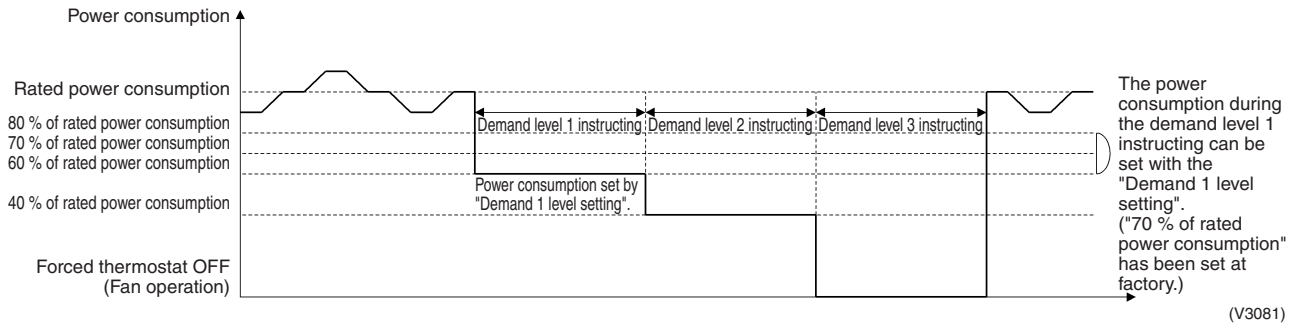 Power consumption
Rated power consumption
80 % of rated power consumption
70 % of rated power consumption
60 % of rated power consumption
40 % of rated power consumption
Forced thermostat OFF
(Fan operation)
Demand level 1 instructing
Demand level 2 instructing
Demand level 3 instructing
Power consumption set by
"Demand 1 level setting".
The power
consumption during
the demand level 1
instructing can be
set with the
"Demand 1 level
setting".
("70 % of rated
power consumption"
has been set at
factory.)
(V3081)